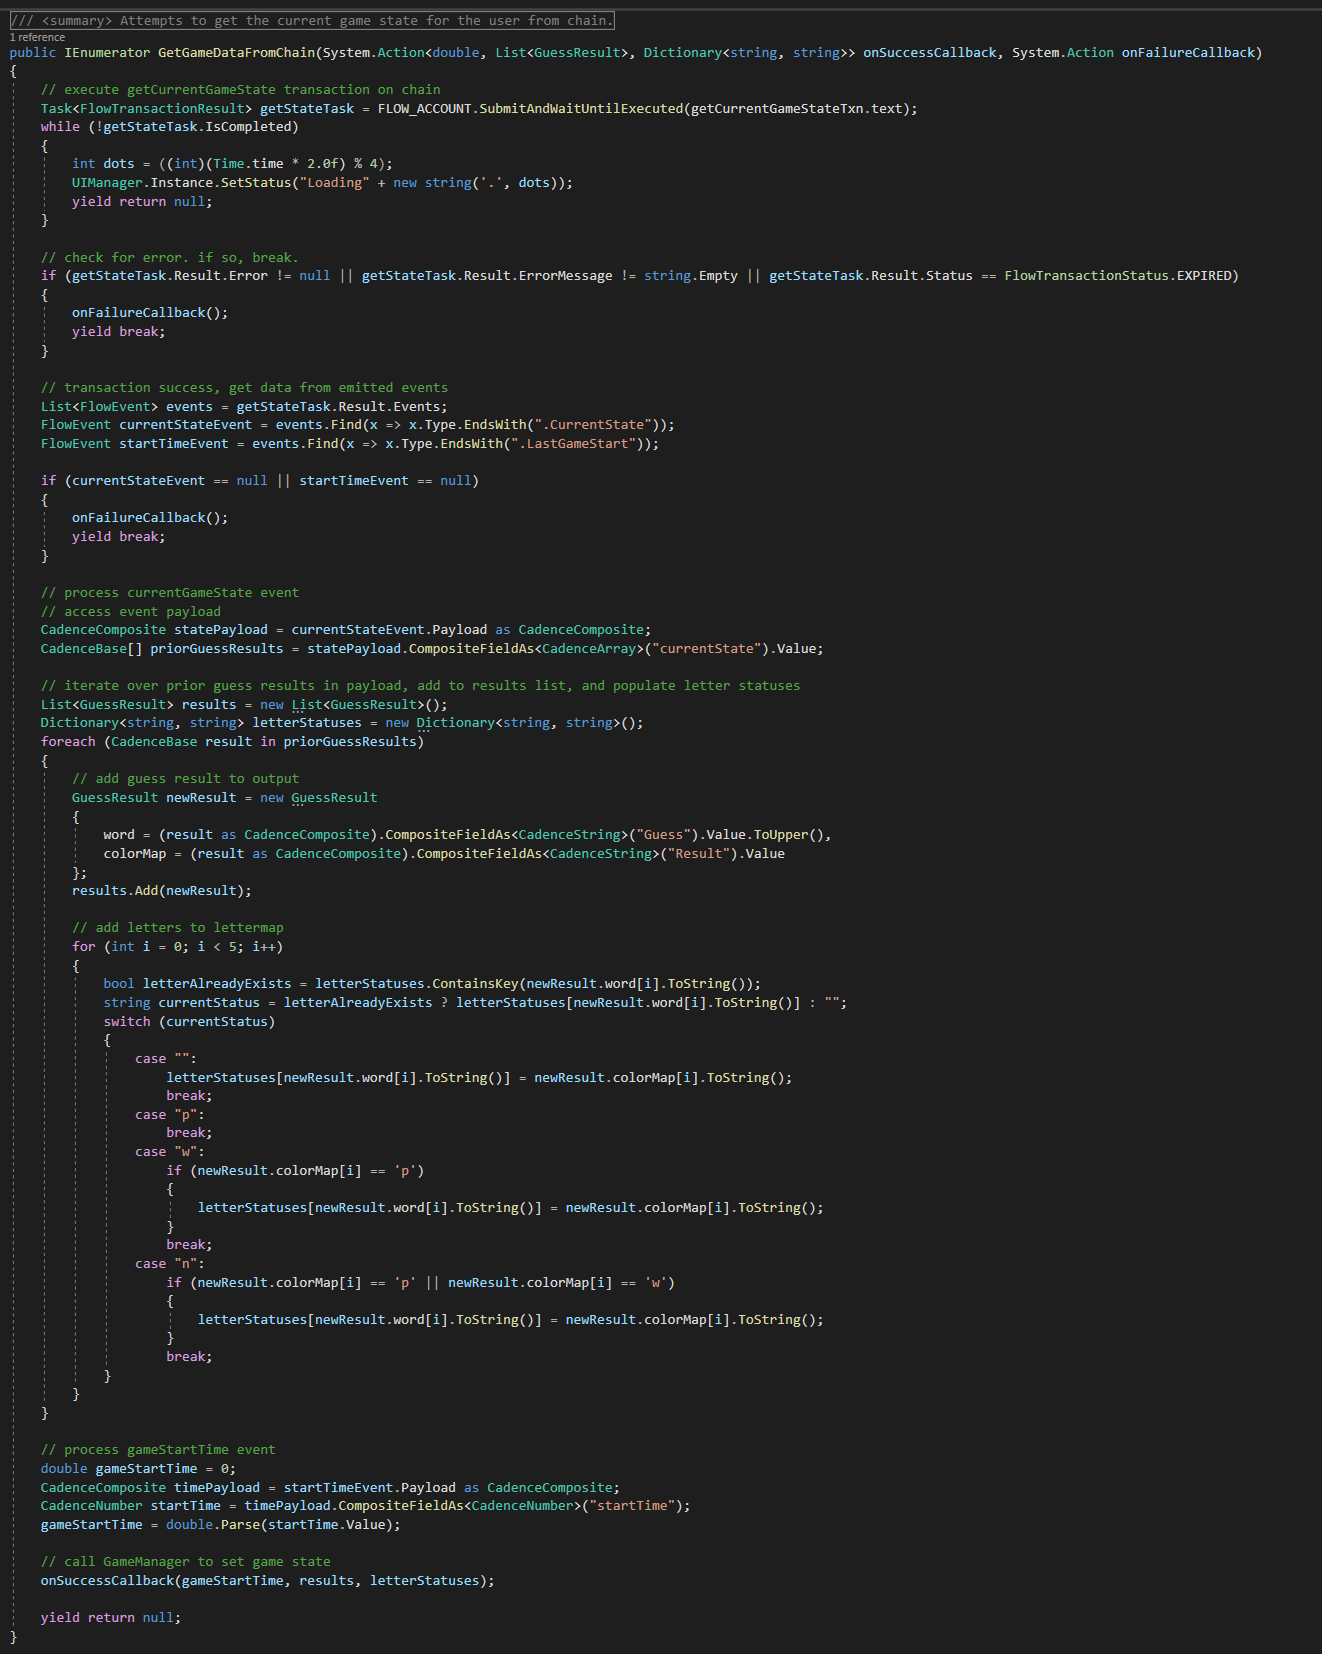 /// <summary> Attempts to get the current game state for the user from chain.
1 reference
public IEnumerator GetGameDataFromChain(System.Action<double, List<GuessResult>, Dictionary<string, string>> onSuccessCallback, System.Action onFailureCallback)
{
    // execute getCurrentGameState transaction on chain
    Task<FlowTransactionResult> getStateTask = FLOW_ACCOUNT.SubmitAndWaitUntilExecuted(getCurrentGameStateTxn.text);
    while (!getStateTask.IsCompleted)
    {
        int dots = ((int)(Time.time * 2.0f) % 4);
        UIManager.Instance.SetStatus("Loading" + new string('.', dots));
        yield return null;
    }

    // check for error. if so, break.
    if (getStateTask.Result.Error != null || getStateTask.Result.ErrorMessage != string.Empty || getStateTask.Result.Status == FlowTransactionStatus.EXPIRED)
    {
        onFailureCallback();
        yield break;
    }

    // transaction success, get data from emitted events
    List<FlowEvent> events = getStateTask.Result.Events;
    FlowEvent currentStateEvent = events.Find(x => x.Type.EndsWith(".CurrentState"));
    FlowEvent startTimeEvent = events.Find(x => x.Type.EndsWith(".LastGameStart"));

    if (currentStateEvent == null || startTimeEvent == null)
    {
        onFailureCallback();
        yield break;
    }

    // process currentGameState event
    // access event payload
    CadenceComposite statePayload = currentStateEvent.Payload as CadenceComposite;
    CadenceBase[] priorGuessResults = statePayload.CompositeFieldAs<CadenceArray>("currentState").Value;

    // iterate over prior guess results in payload, add to results list, and populate letter statuses
    List<GuessResult> results = new List<GuessResult>();
    Dictionary<string, string> letterStatuses = new Dictionary<string, string>();
    foreach (CadenceBase result in priorGuessResults)
    {
        // add guess result to output
        GuessResult newResult = new GuessResult
        {
            word = (result as CadenceComposite).CompositeFieldAs<CadenceString>("Guess").Value.ToUpper(),
            colorMap = (result as CadenceComposite).CompositeFieldAs<CadenceString>("Result").Value
        };
        results.Add(newResult);

        // add letters to lettermap
        for (int i = 0; i < 5; i++)
        {
            bool letterAlreadyExists = letterStatuses.ContainsKey(newResult.word[i].ToString());
            string currentStatus = letterAlreadyExists ? letterStatuses[newResult.word[i].ToString()] : "";
            switch (currentStatus)
            {
                case "":
                    letterStatuses[newResult.word[i].ToString()] = newResult.colorMap[i].ToString();
                    break;
                case "p":
                    break;
                case "w":
                    if (newResult.colorMap[i] == 'p')
                    {
                        letterStatuses[newResult.word[i].ToString()] = newResult.colorMap[i].ToString();
                    }
                    break;
                case "n":
                    if (newResult.colorMap[i] == 'p' || newResult.colorMap[i] == 'w')
                    {
                        letterStatuses[newResult.word[i].ToString()] = newResult.colorMap[i].ToString();
                    }
                    break;
            }
        }
    }

    // process gameStartTime event
    double gameStartTime = 0;
    CadenceComposite timePayload = startTimeEvent.Payload as CadenceComposite;
    CadenceNumber startTime = timePayload.CompositeFieldAs<CadenceNumber>("startTime");
    gameStartTime = double.Parse(startTime.Value);

    // call GameManager to set game state
    onSuccessCallback(gameStartTime, results, letterStatuses);

    yield return null;
}